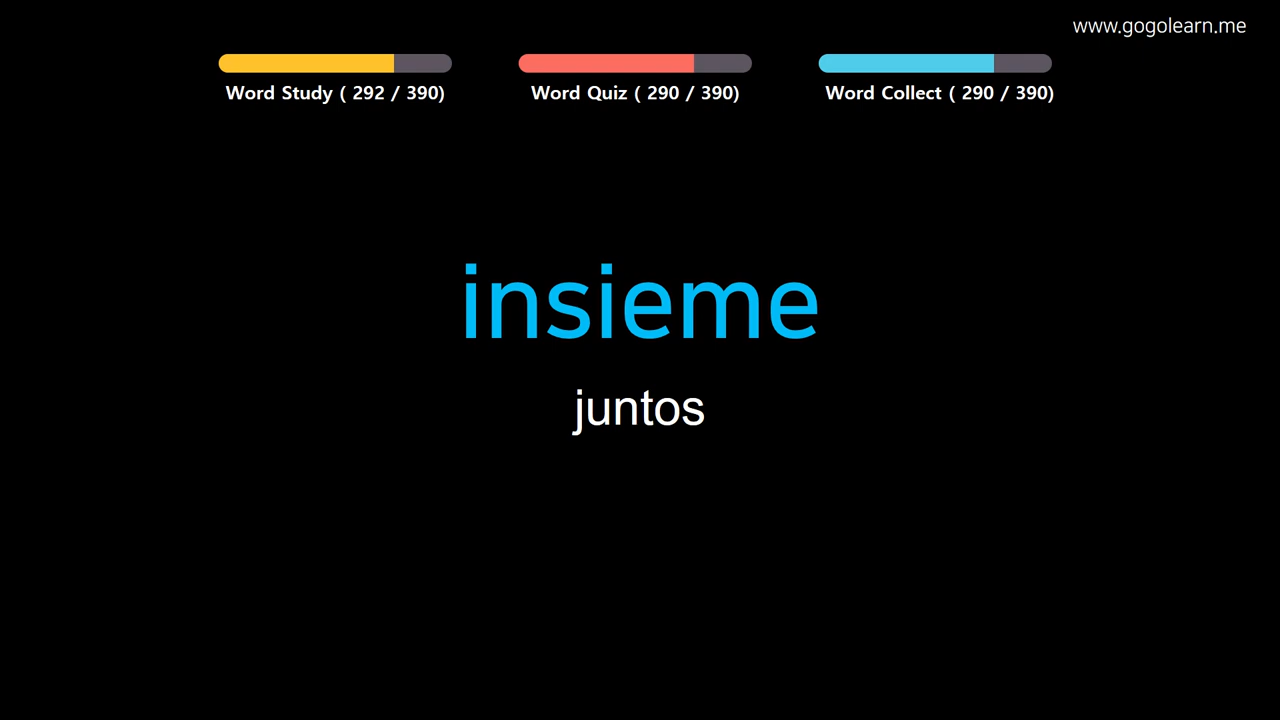 www.gogolearn.me
Word Study ( 292 / 390)
Word Quiz ( 290 / 390)
Word Collect ( 290 / 390)
insieme
juntos